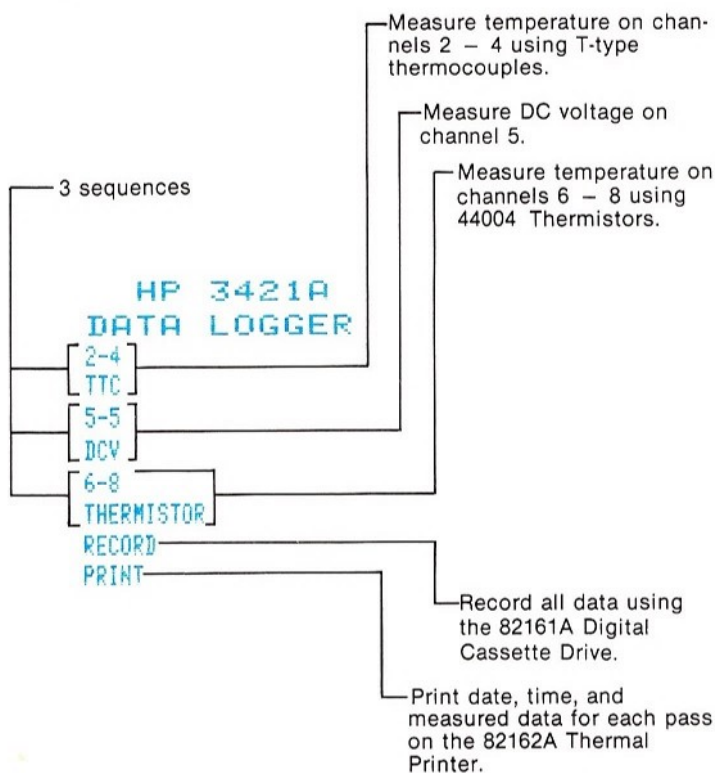 Measure temperature on chan-
nels 2 – 4 using T-type
thermocouples.
Measure DC voltage on
channel 5.
Measure temperature on
channels 6 – 8 using
44004 Thermistors.
3 sequences
HP 3421A
DATA LOGGER
2-4
TTC
5-5
DCV
6-8
THERMISTOR
RECORD
PRINT
Record all data using
the 82161A Digital
Cassette Drive.
Print date, time, and
measured data for each pass
on the 82162A Thermal
Printer.